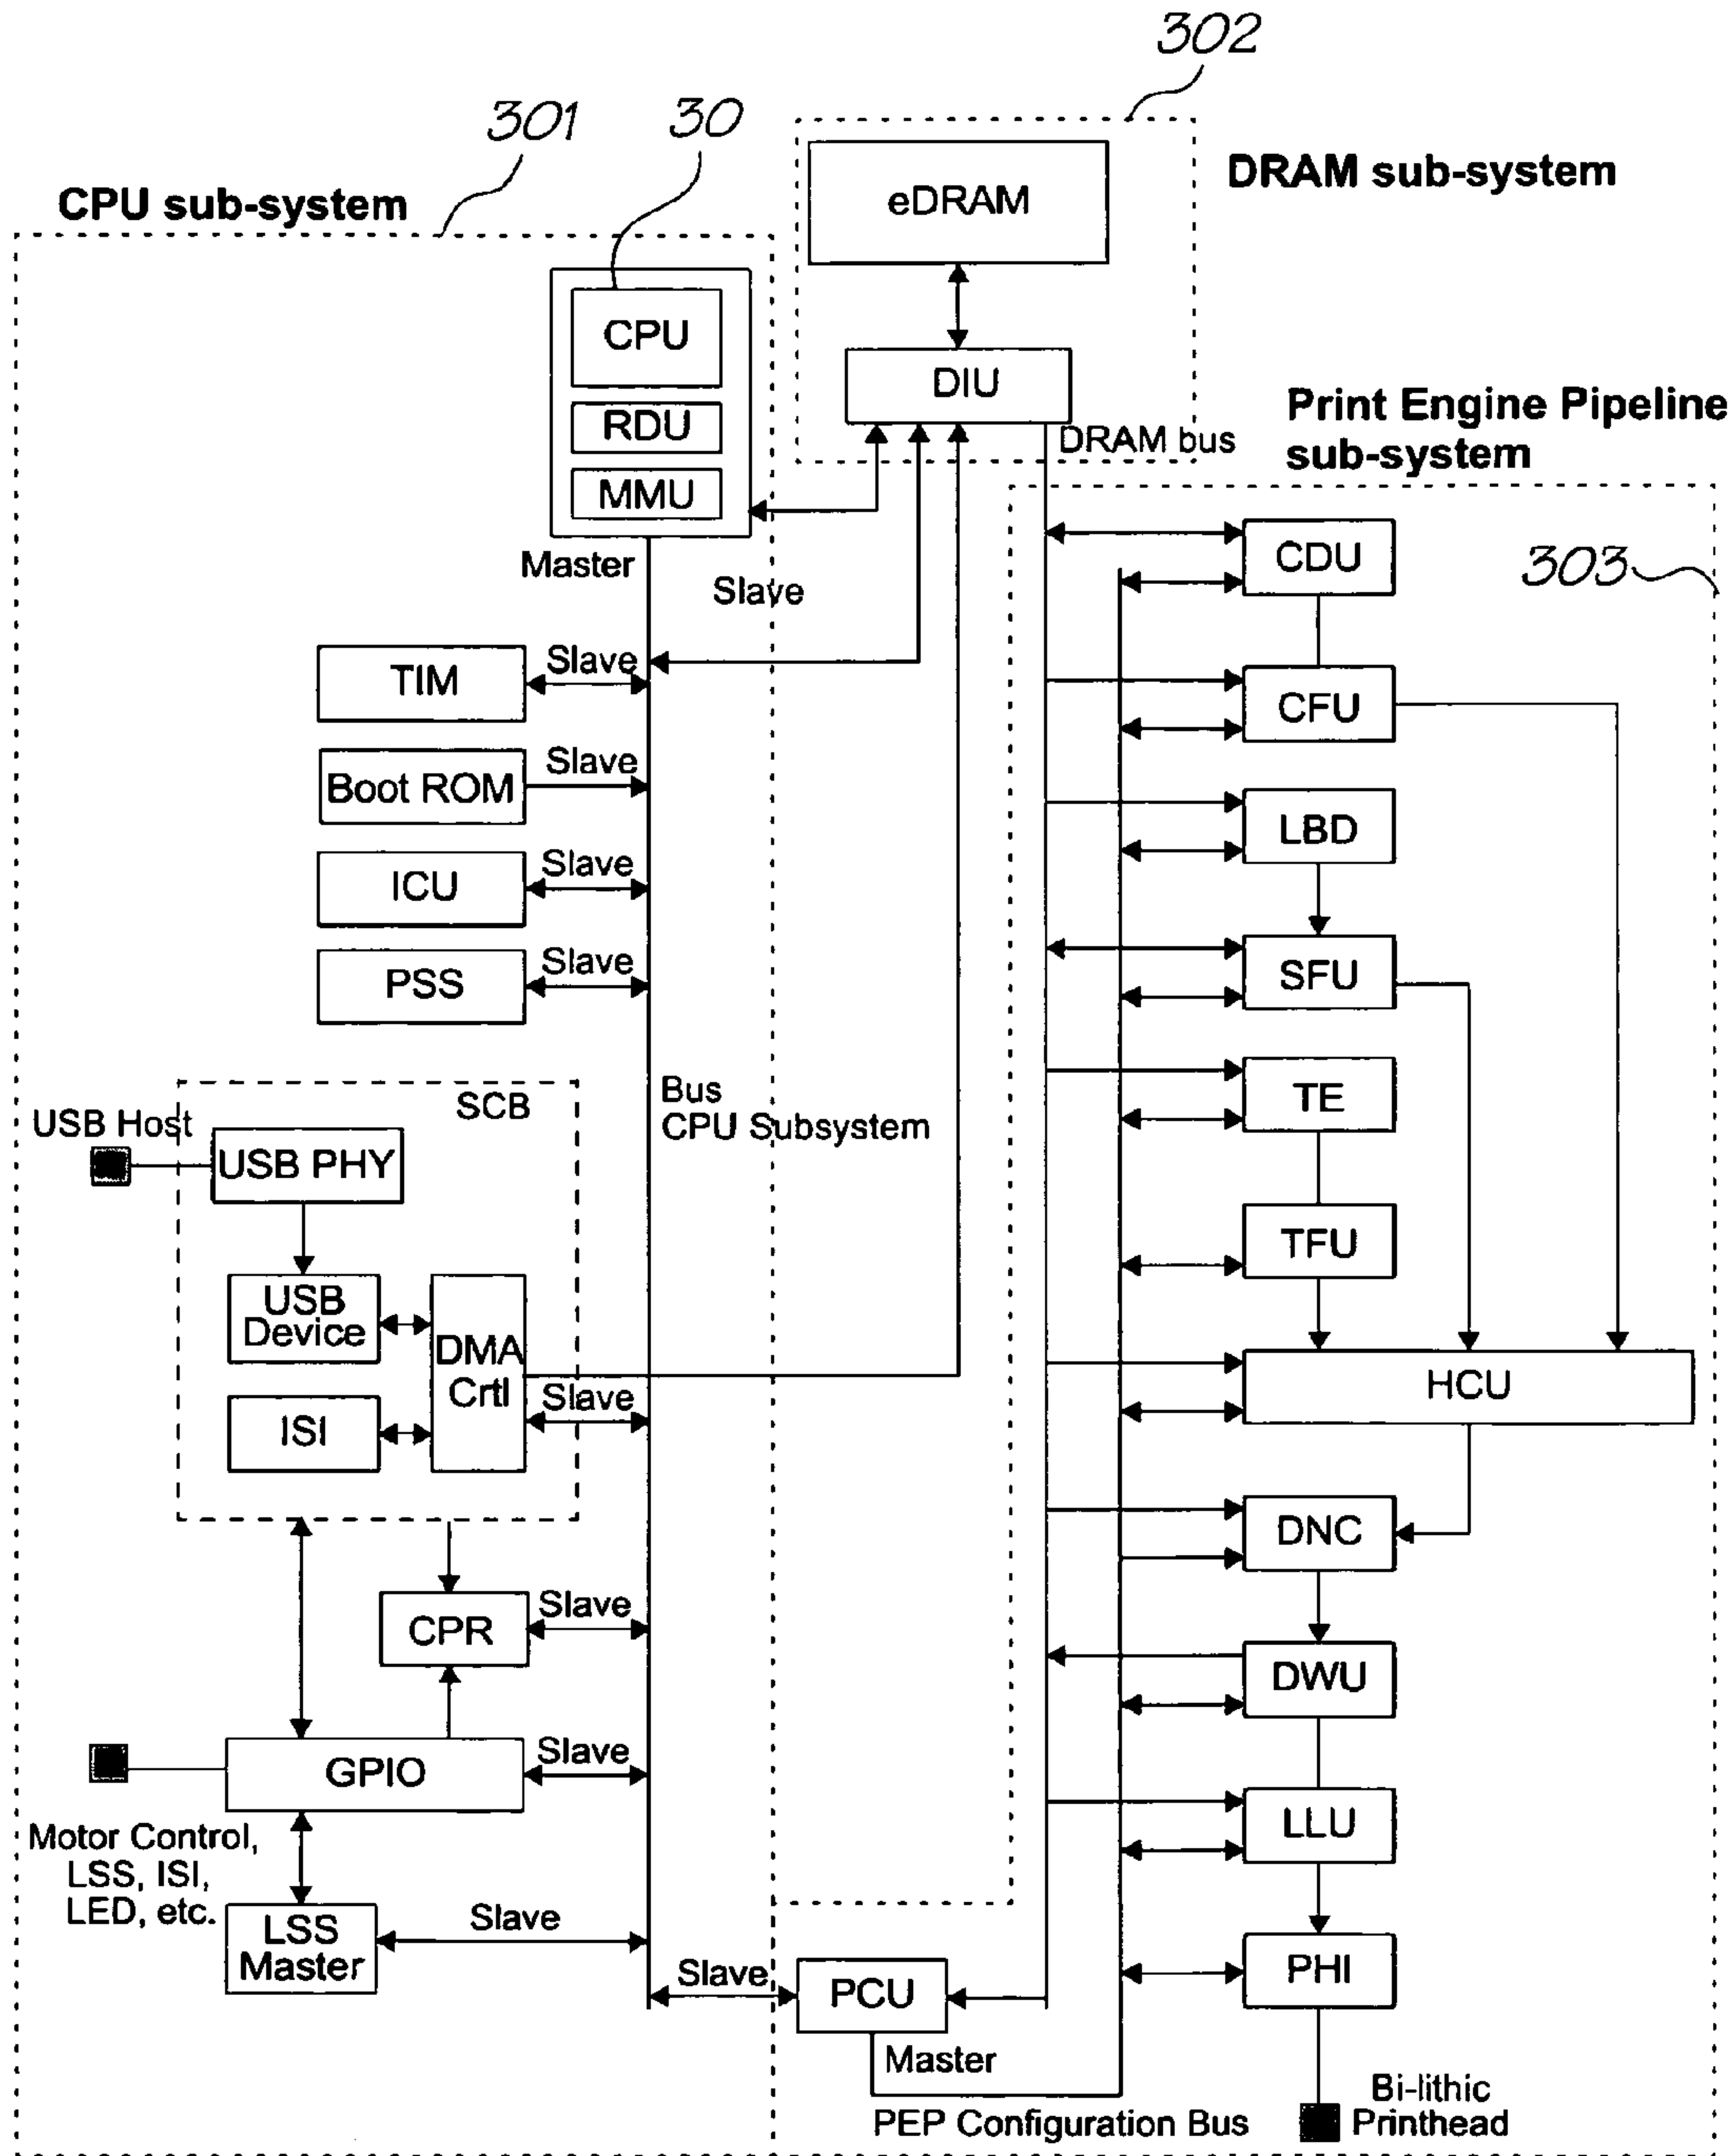 302
301
30
CPU sub-system
DRAM sub-system
eDRAM
CPU
DIU
RDU
MMU
DRAM bus
Print Engine Pipeline
sub-system
303
Master
Slave
CDU
TIM
Slave
CFU
Boot ROM
Slave
LBD
ICU
Slave
PSS
Slave
SFU
SCB
Bus
CPU Subsystem
TE
USB Host
USB PHY
TFU
USB
Device
DMA
Crtl
Slave
ISI
HCU
DNC
CPR
Slave
DWU
GPIO
Slave
Motor Control,
LSS, ISI,
LED, etc.
LLU
LSS
Master
Slave
PHI
Slave
PCU
Master
PEP Configuration Bus
Bi-lithic
Printhead